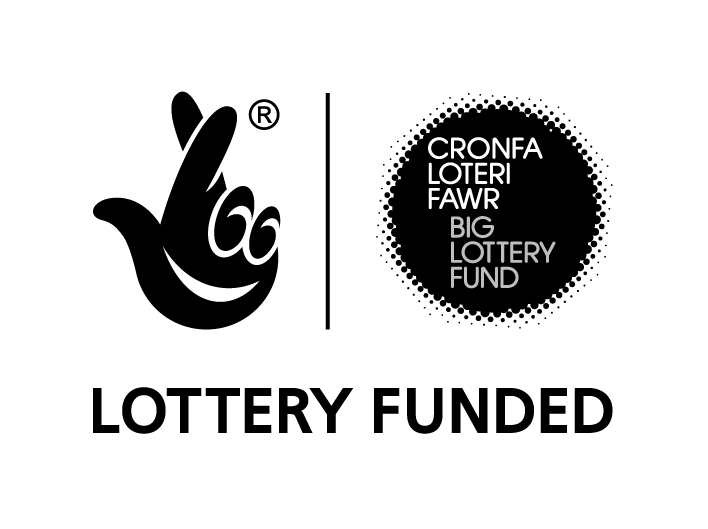 ®
CRONFA
LOTERI
FAWR
BIG
LOTTERY
FUND
LOTTERY FUNDED